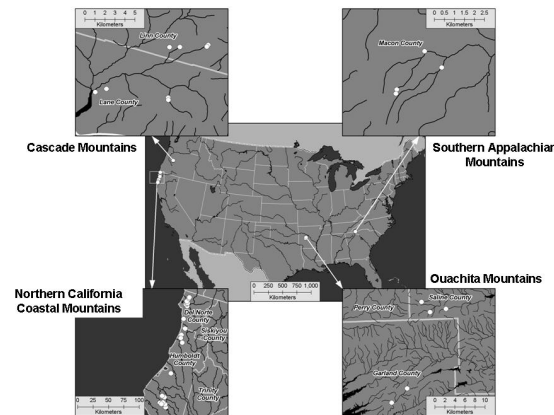 0 1 2 3 4 5
Kilometers
Linn County
Lane County
0 0.5 1 1.5 2 2.5
Kilometers
Macon County
Cascade Mountains
Southern Appalachian
Mountains
0 250 500 1,000
Kilometers
Northern California
Coastal Mountains
Ouachita Mountains
Del Norte
County
Siskiyou
County
Humboldt
County
Trinity
County
0 25 50 75 100
Kilometers
Perry County
Saline County
Garland County
0 2 4 6 8 10
Kilometers